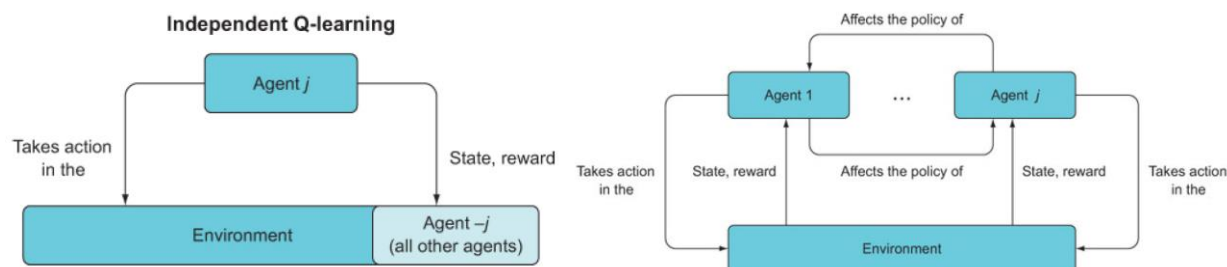 Independent Q-learning
Agent j
Takes action
in the
State, reward
Environment
Agent –j
(all other agents)
Affects the policy of
Agent 1
...
Agent j
Takes action
in the
State, reward
Affects the policy of
State, reward
Takes action
in the
Environment